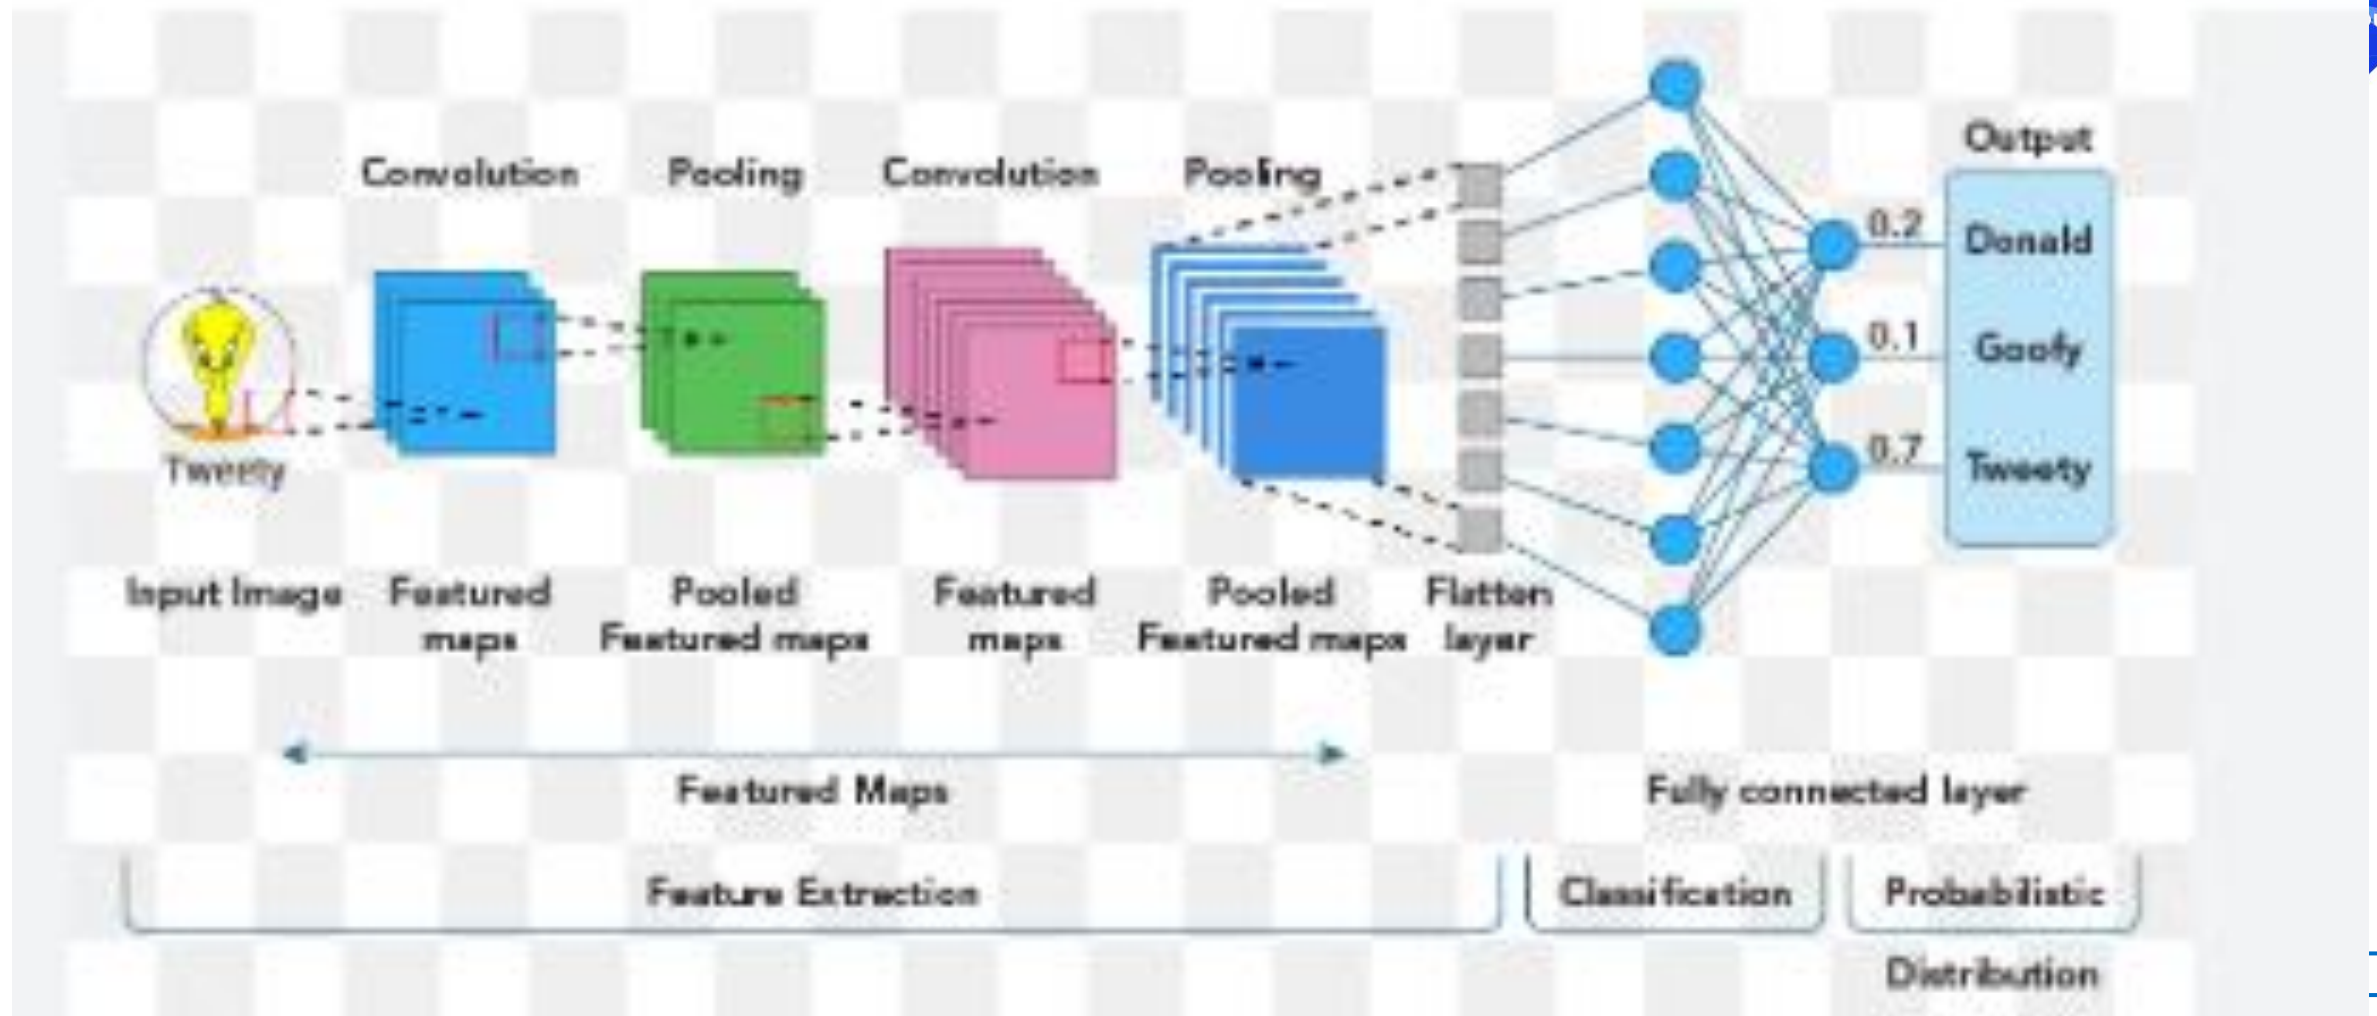 Convolution
Pooling
Convolution
Pooling
Output
0.2
Donald
0.1
Goofy
0.7
Tweety
Tweety
Input Image
Featured
maps
Pooled
Featured maps
Featured
maps
Pooled
Featured maps
Flatten
layer
Featured Maps
Fully connected layer
Feature Extraction
Classification
Probabilistic
Distribution